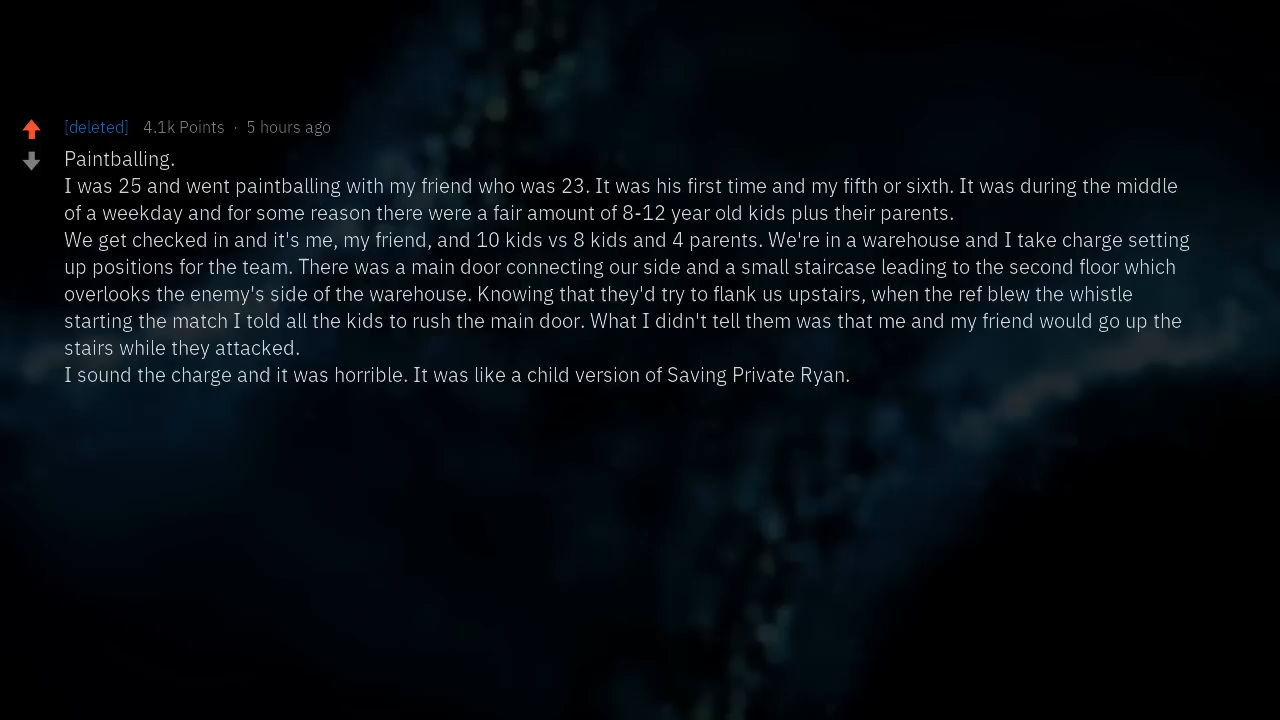 [deleted] 4.1k Points · 5 hours ago
Paintballing.
I was 25 and went paintballing with my friend who was 23. It was his first time and my fifth or sixth. It was during the middle
of a weekday and for some reason there were a fair amount of 8-12 year old kids plus their parents.
We get checked in and it's me, my friend, and 10 kids vs 8 kids and 4 parents. We're in a warehouse and I take charge setting
up positions for the team. There was a main door connecting our side and a small staircase leading to the second floor which
overlooks the enemy's side of the warehouse. Knowing that they'd try to flank us upstairs, when the ref blew the whistle
starting the match I told all the kids to rush the main door. What I didn't tell them was that me and my friend would go up the
stairs while they attacked.
I sound the charge and it was horrible. It was like a child version of Saving Private Ryan.